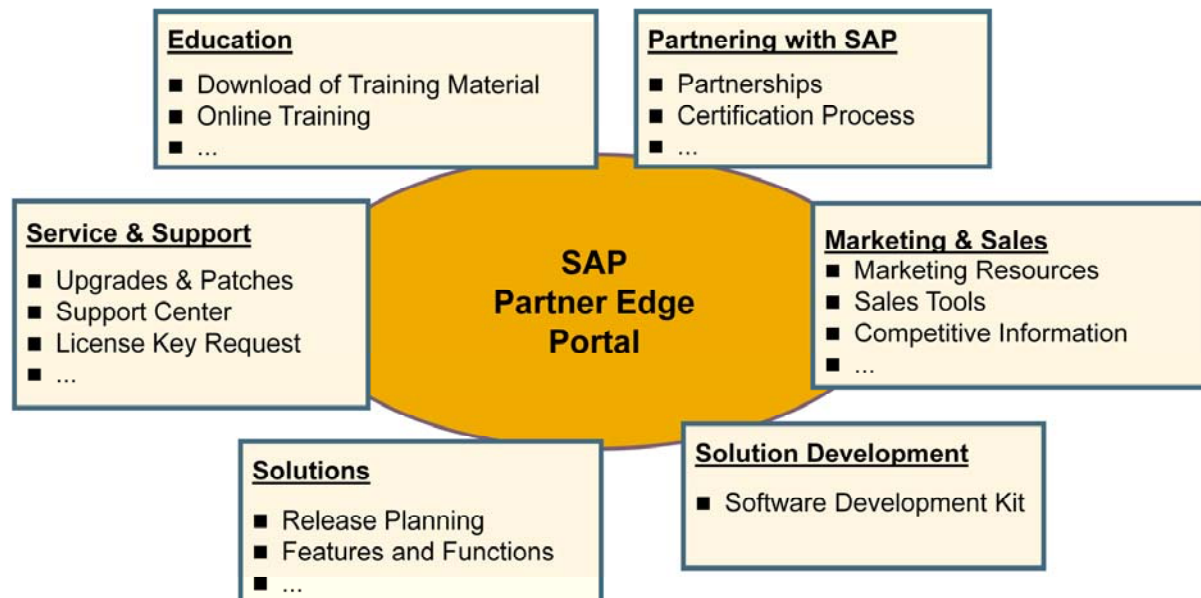 Education
■ Download of Training Material
■ Online Training
■ ...
Partnering with SAP
■ Partnerships
■ Certification Process
■ ...
Service & Support
■ Upgrades & Patches
■ Support Center
■ License Key Request
■ ...
SAP
Partner Edge
Portal
Marketing & Sales
■ Marketing Resources
■ Sales Tools
■ Competitive Information
■ ...
Solutions
■ Release Planning
■ Features and Functions
■ ...
Solution Development
■ Software Development Kit